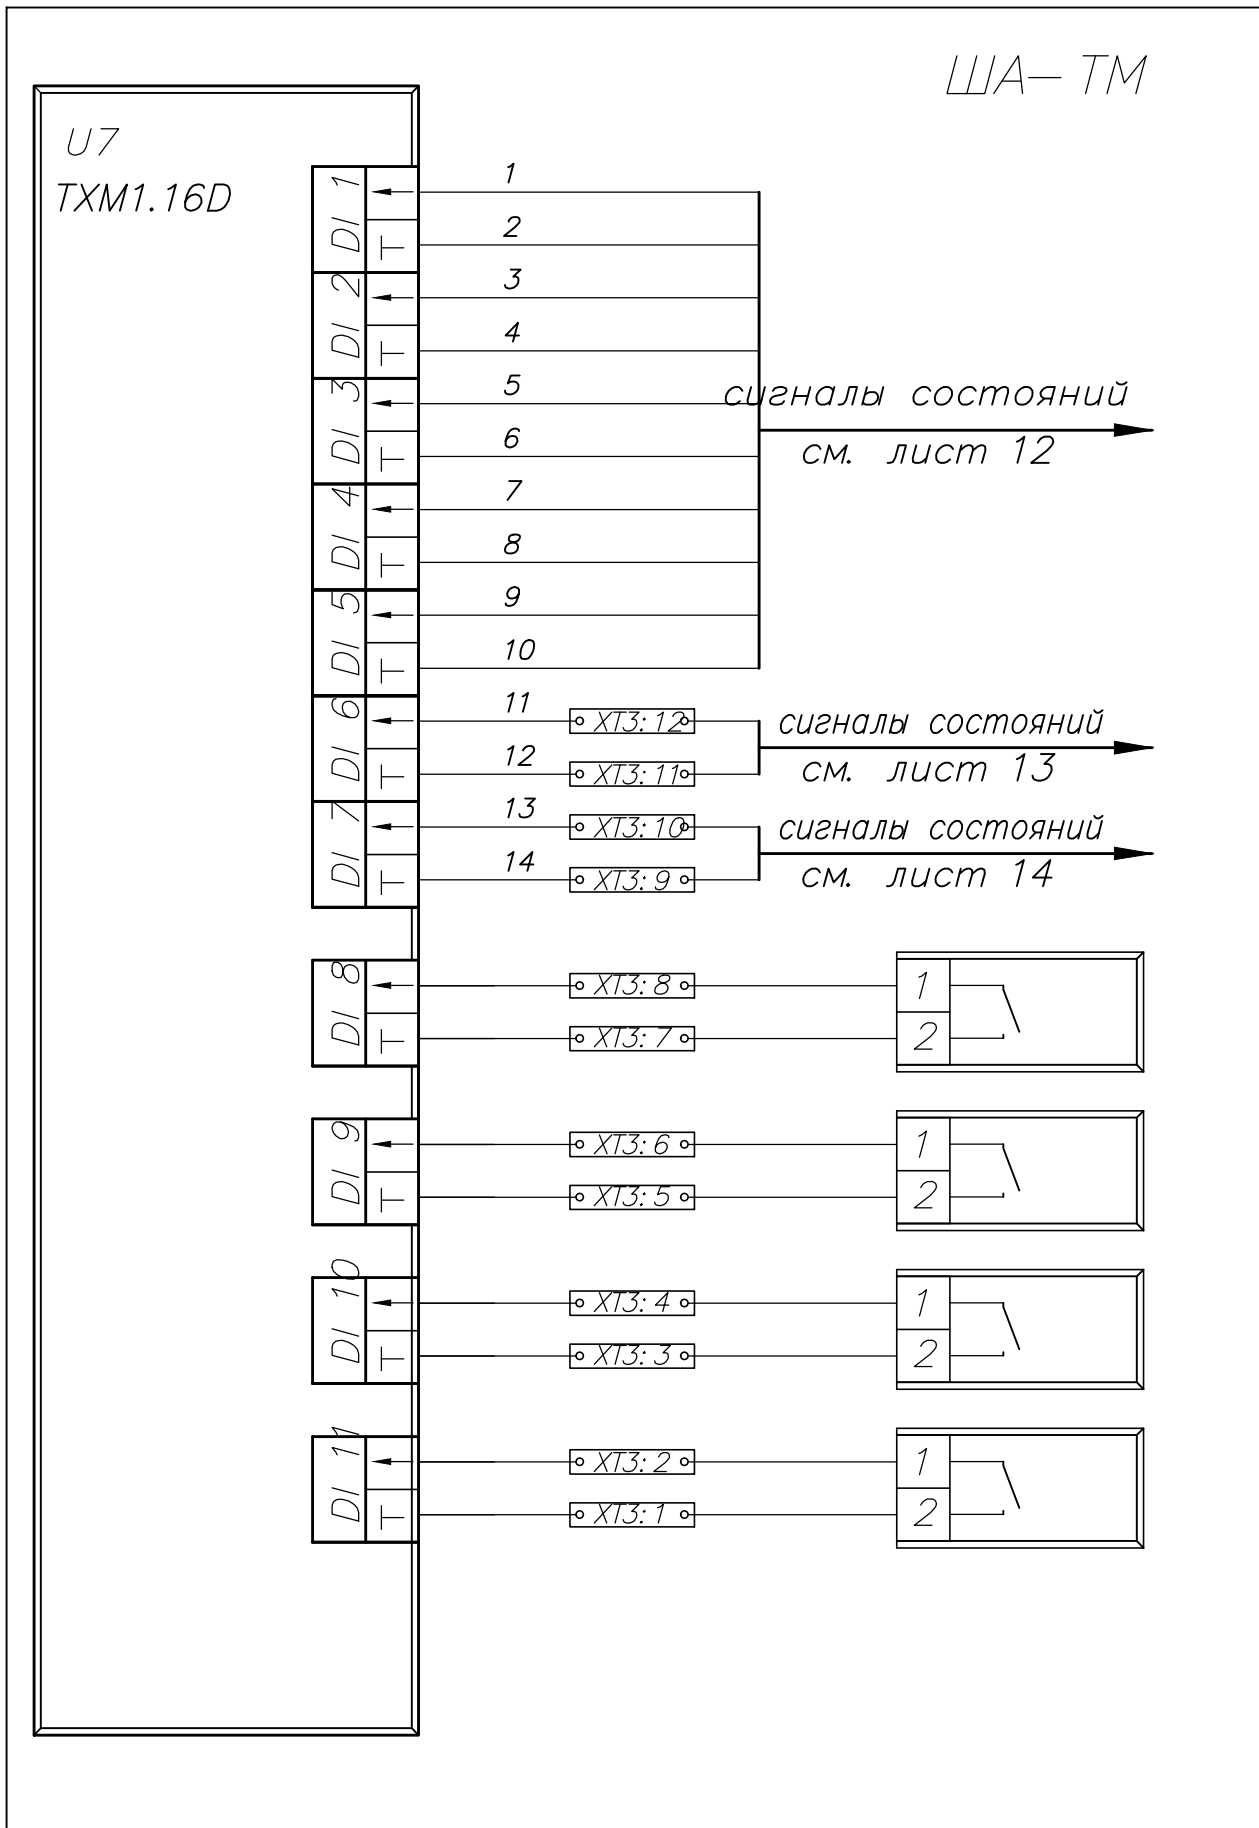 ША-ТМ
U7
TXM1.16D
DI 1
T
1
2
DI 2
T
3
4
DI 3
T
5
6
сигналы состояний
см. лист 12
DI 4
T
7
8
DI 5
T
9
10
DI 6
T
11
XT3:12
12
XT3:11
сигналы состояний
см. лист 13
DI 7
T
13
XT3:10
14
XT3:9
сигналы состояний
см. лист 14
DI 8
T
XT3:8
1
XT3:7
2
DI 9
T
XT3:6
1
XT3:5
2
DI 10
T
XT3:4
1
XT3:3
2
DI 11
T
XT3:2
1
XT3:1
2